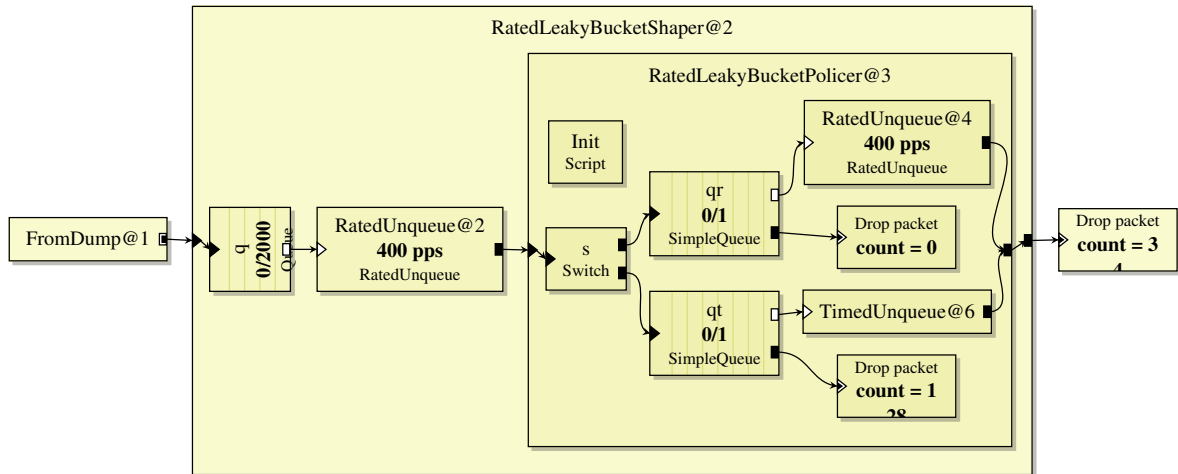 RatedLeakyBucketShaper@2
RatedLeakyBucketPolicer@3
FromDump@1
q
0/2000
Queue
RatedUnqueue@2
400 pps
RatedUnqueue
Init
Script
s
Switch
qr
0/1
SimpleQueue
RatedUnqueue@4
400 pps
RatedUnqueue
Drop packet
count = 0
qt
0/1
SimpleQueue
TimedUnqueue@6
Drop packet
count = 1
28
Drop packet
count = 3
4